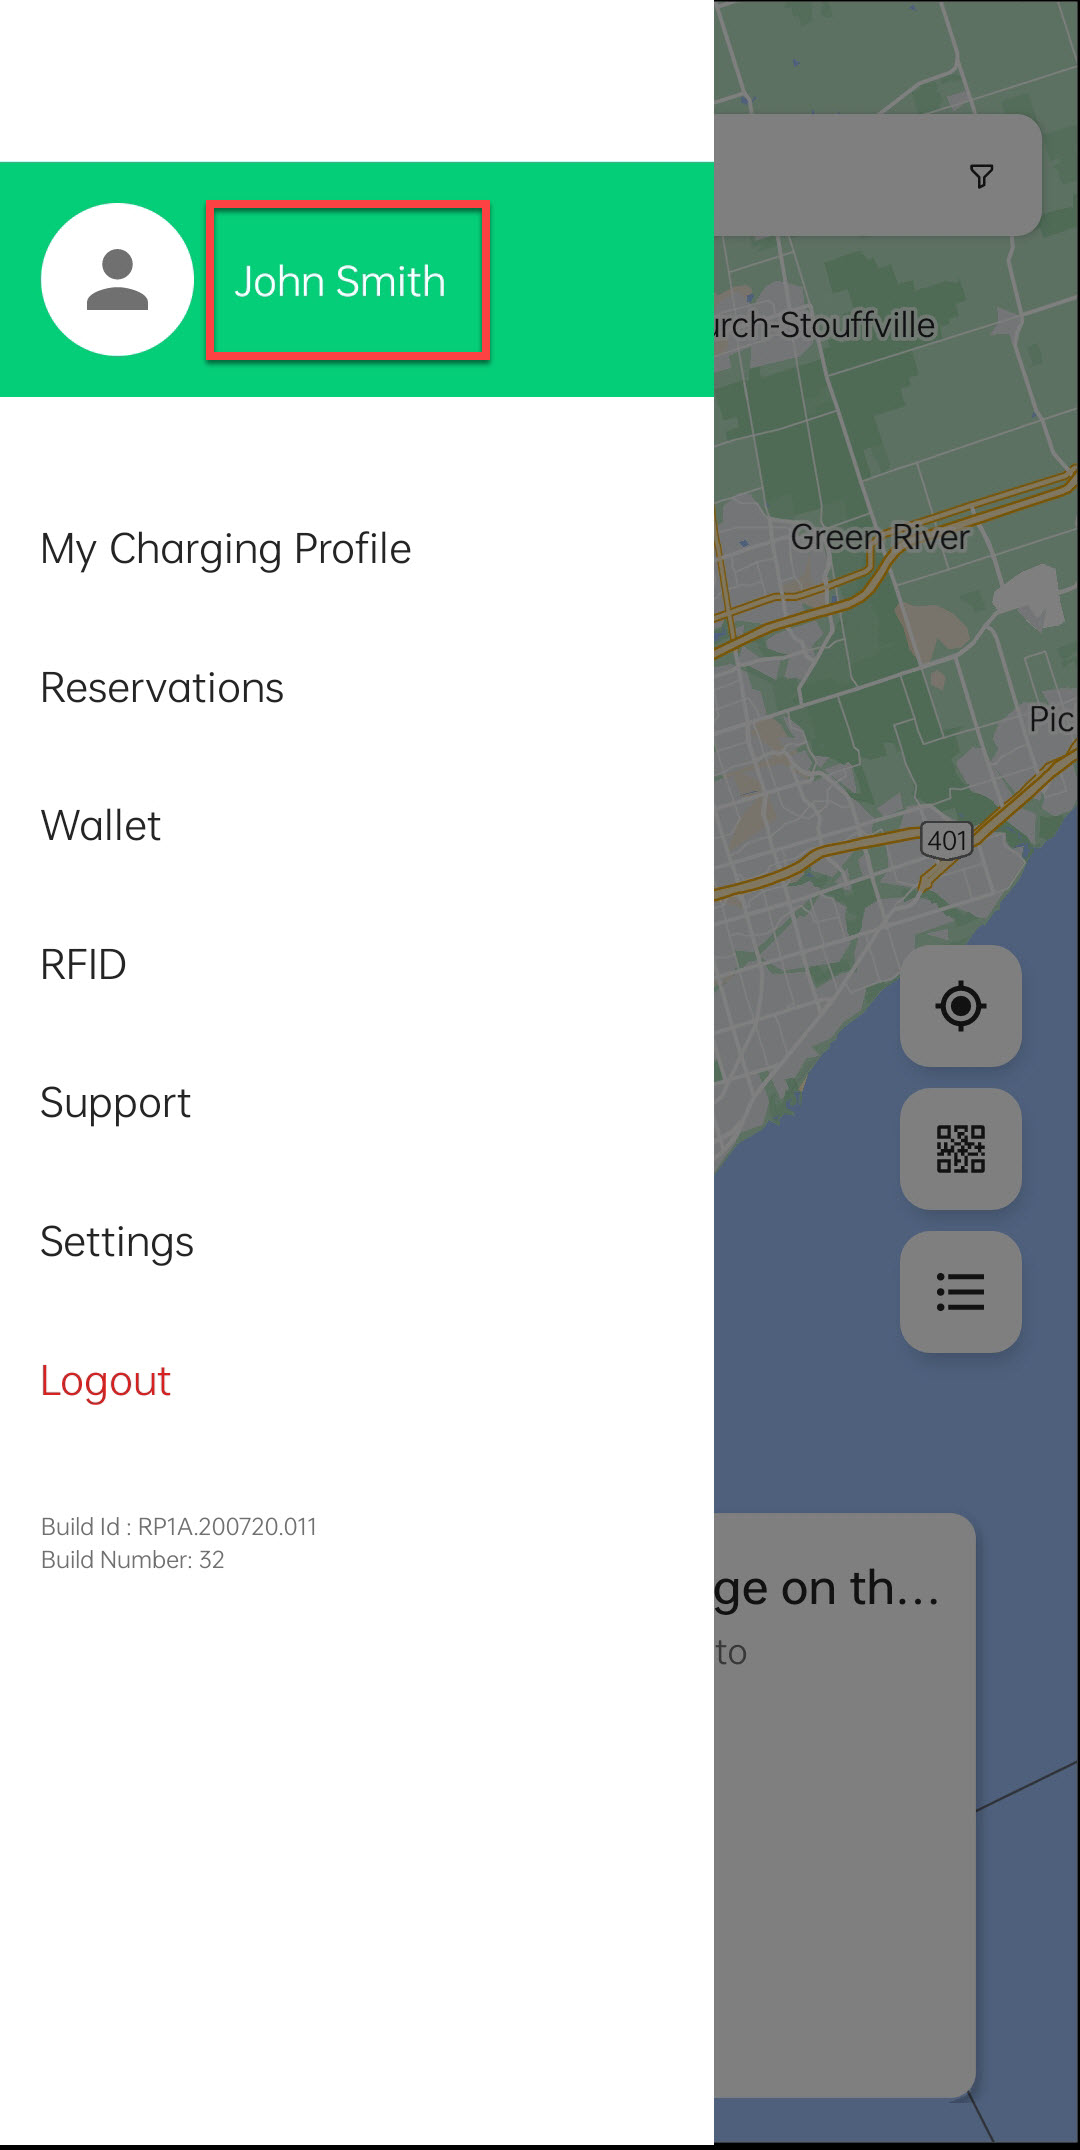 John Smith
My Charging Profile
Reservations
Wallet
RFID
Support
Settings
Logout
Build Id : RP1A.200720.011
Build Number: 32
urch-Stouffville
Green River
Pic
401
ge on th...
to